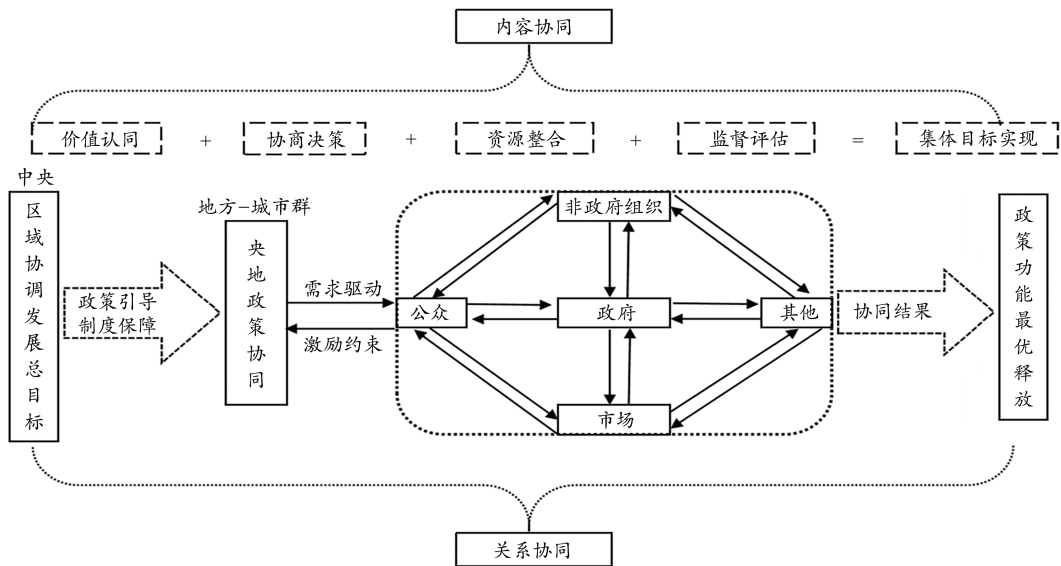 内容协同
价值认同 + 协商决策 + 资源整合 + 监督评估 = 集体目标实现
中央
区域协调发展总目标
政策引导
制度保障
地方-城市群
央地政策协同
需求驱动
激励约束
非政府组织
公众
政府
其他
市场
协同结果
政策功能最优释放
关系协同